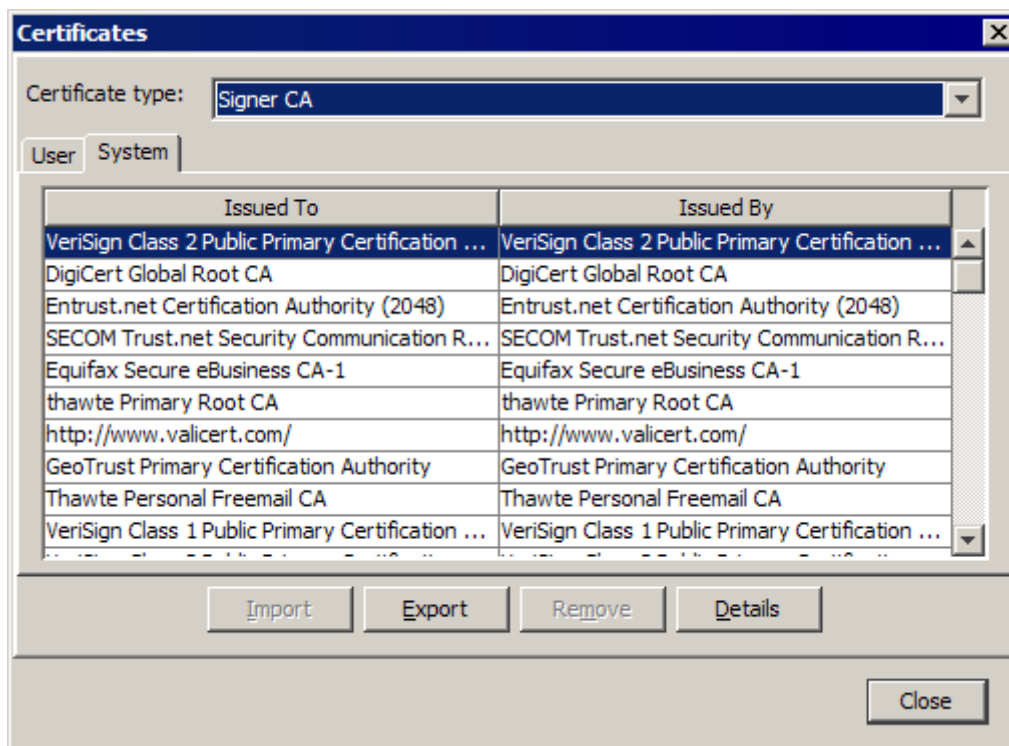 Certificates
Certificate type: Signer CA
User System
Issued To Issued By
VeriSign Class 2 Public Primary Certification ... VeriSign Class 2 Public Primary Certification ...
DigiCert Global Root CA DigiCert Global Root CA
Entrust.net Certification Authority (2048) Entrust.net Certification Authority (2048)
SECOM Trust.net Security Communication R... SECOM Trust.net Security Communication R...
Equifax Secure eBusiness CA-1 Equifax Secure eBusiness CA-1
thawte Primary Root CA thawte Primary Root CA
http://www.valicert.com/ http://www.valicert.com/
GeoTrust Primary Certification Authority GeoTrust Primary Certification Authority
Thawte Personal Freemail CA Thawte Personal Freemail CA
VeriSign Class 1 Public Primary Certification ... VeriSign Class 1 Public Primary Certification ...
Import Export Remove Details
Close